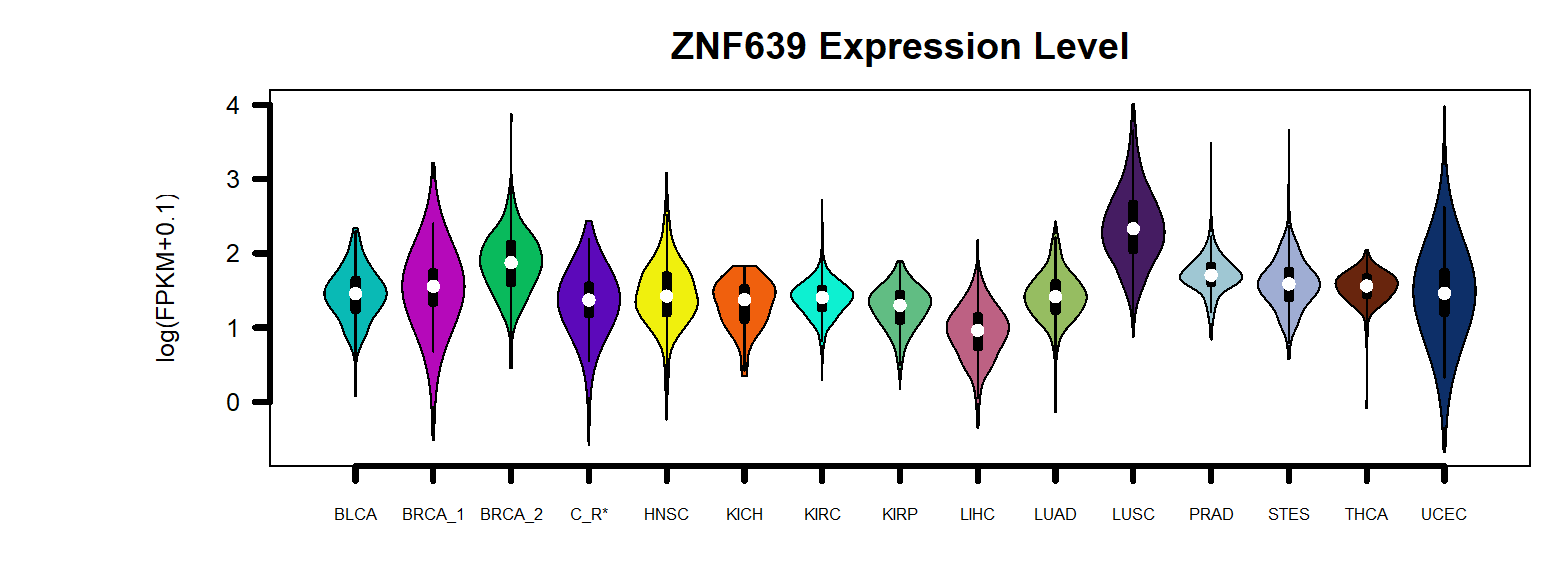 ZNF639 Expression Level
log(FPKM+0.1)
4
3
2
1
0
BLCA BRCA_1 BRCA_2 C_R* HNSC KICH KIRC KIRP LIHC LUAD LUSC PRAD STES THCA UCEC